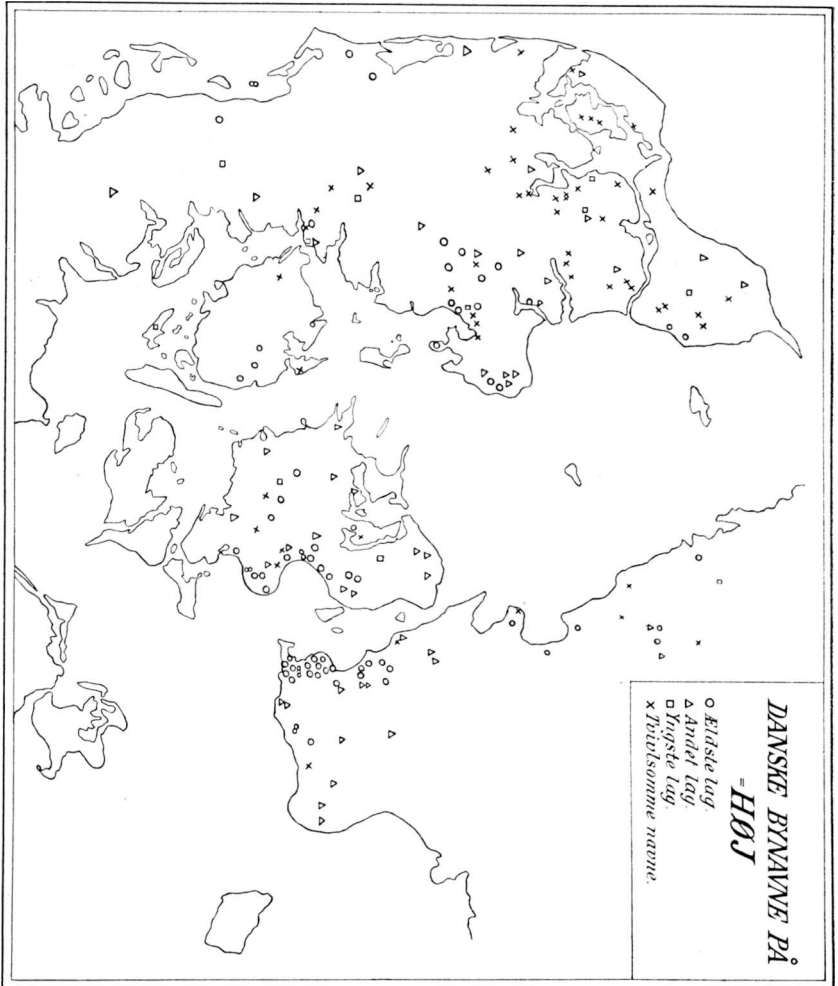 DANSKE BYNAVNE PÅ
=HØJ
O Ældste lag.
△ Andet lag.
□ Yngste lag.
x Tvivlsomme navne.